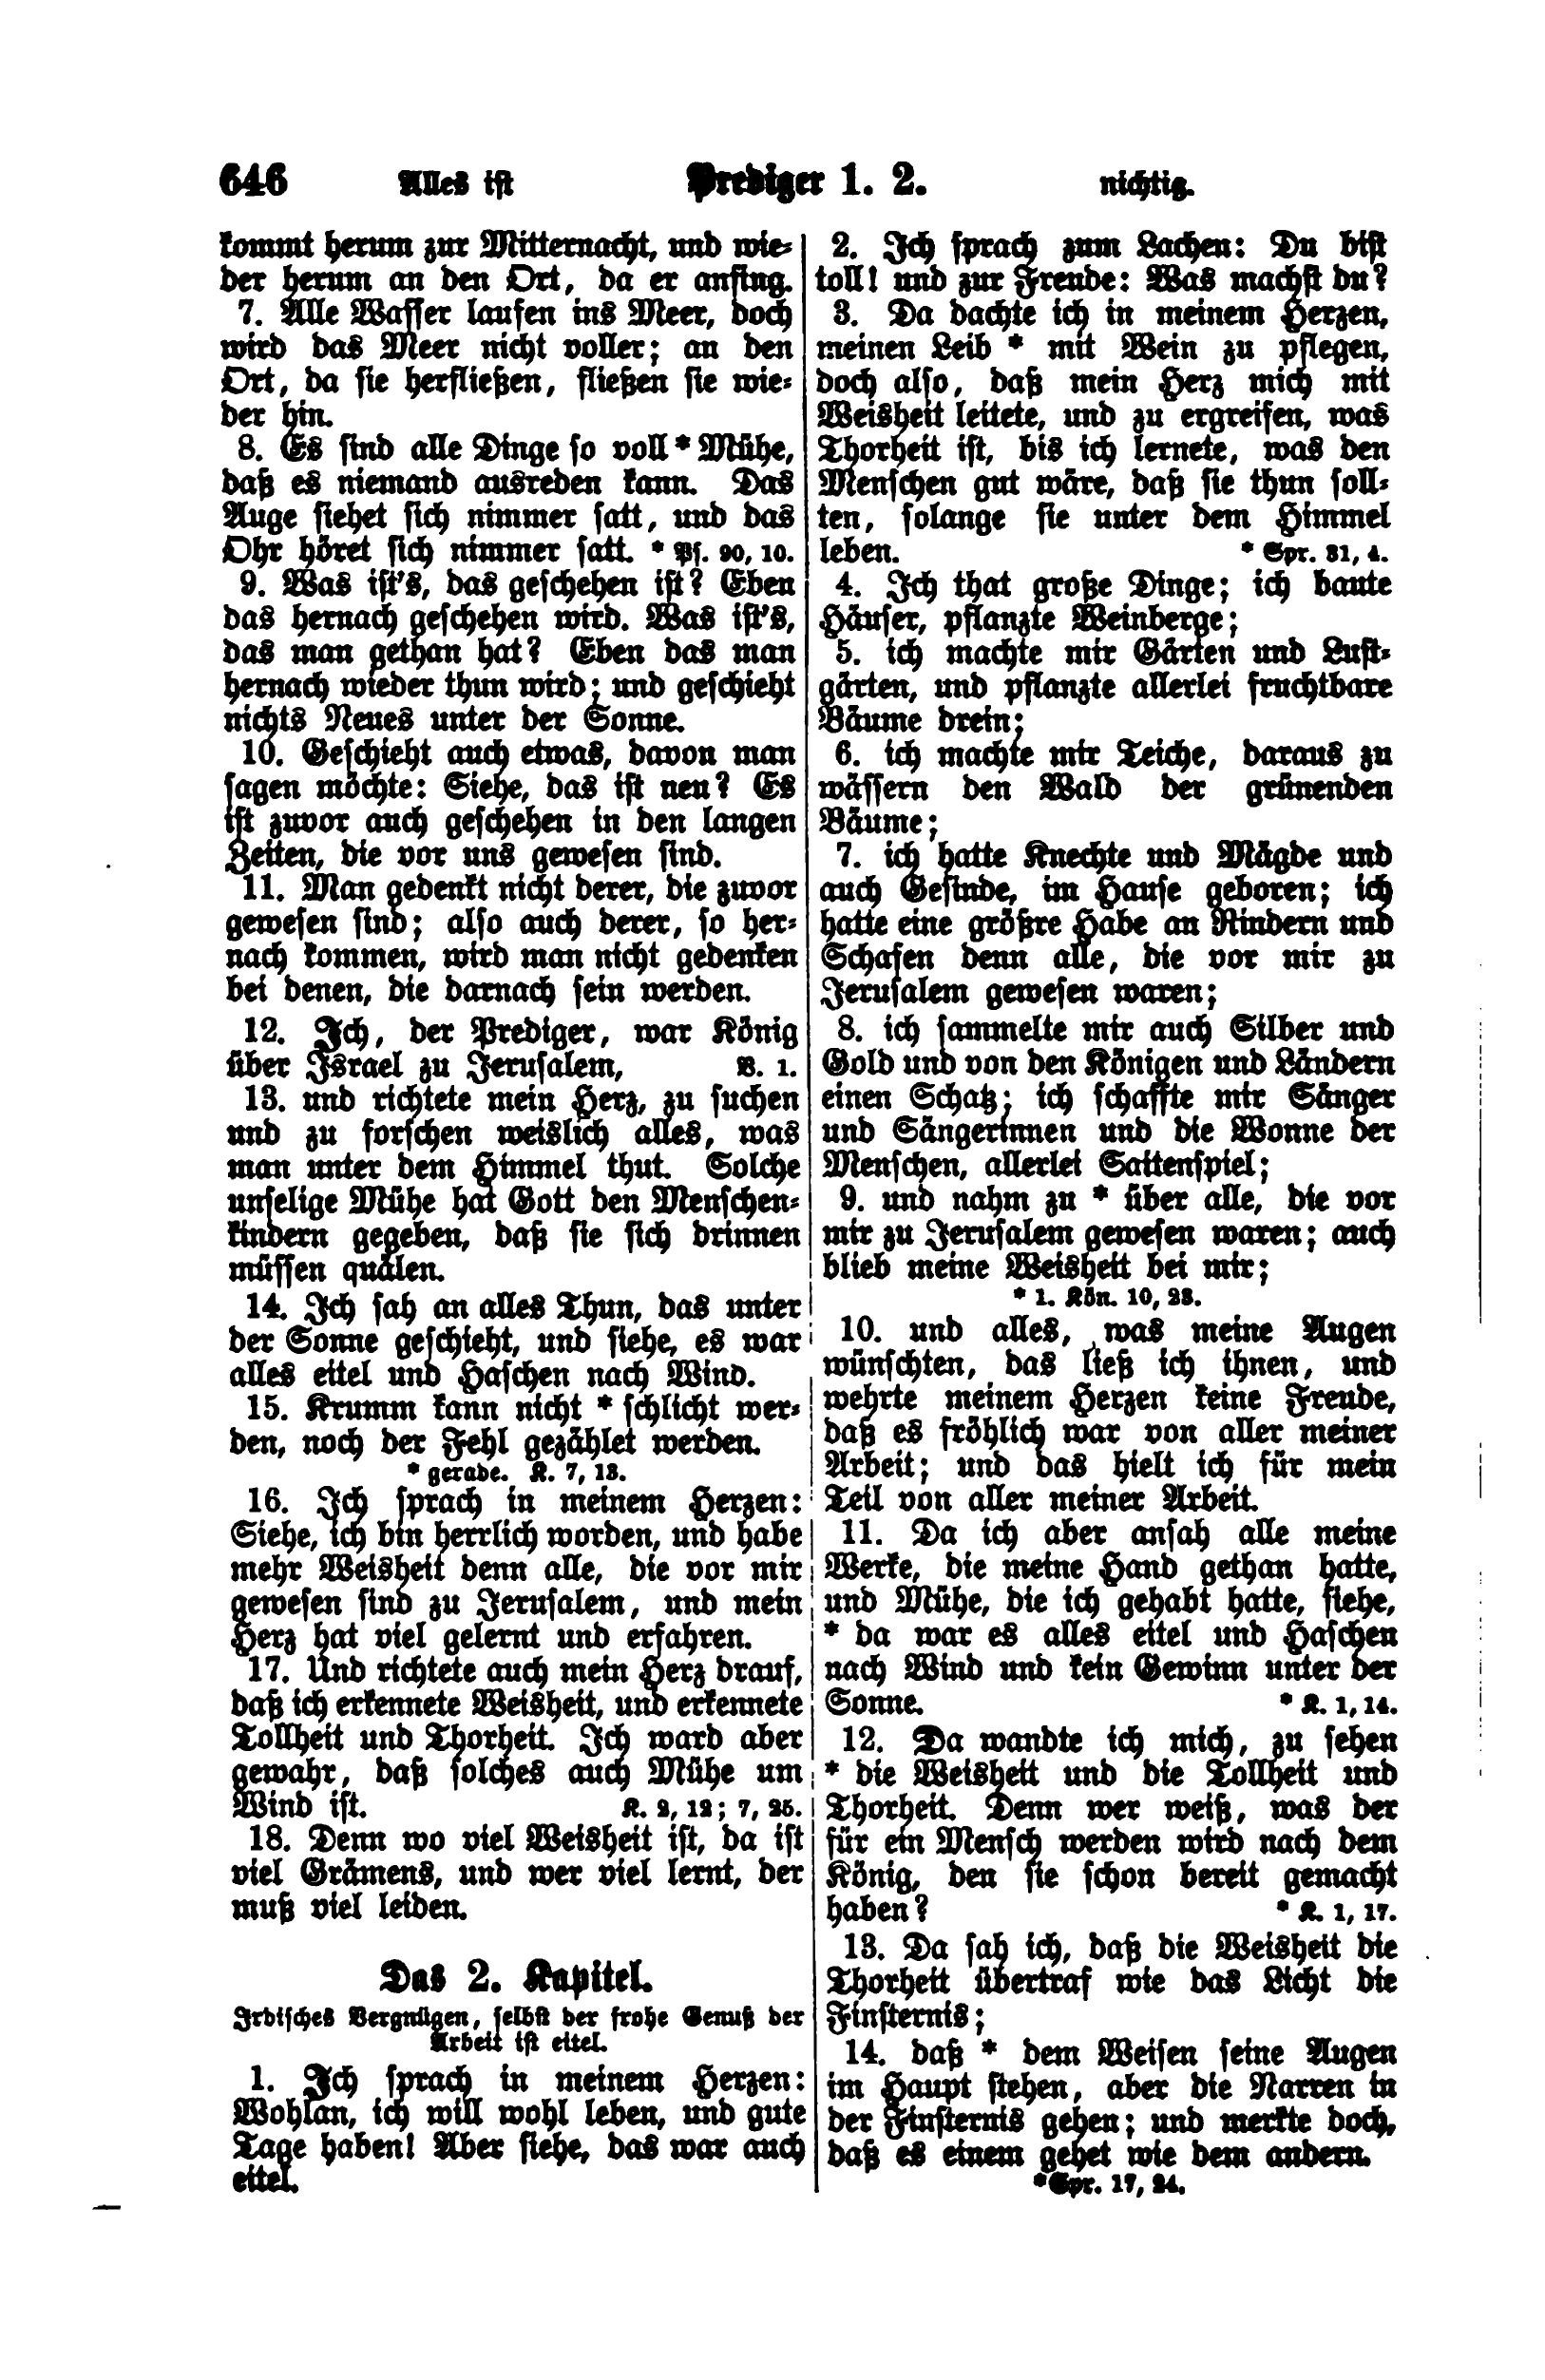 646 Alles ist Prediger 1. 2. nichtig.
kommt herum zur Mitternacht, und wie-
der herum an den Ort, da er anfing.
7. Alle Wasser laufen ins Meer, doch
wird das Meer nicht voller; an den
Ort, da sie herfließen, fließen sie wie-
der hin.
8. Es sind alle Dinge so voll * Mühe,
daß es niemand ausreden kann. Das
Auge siehet sich nimmer satt, und das
Ohr höret sich nimmer satt. * Ps. 90, 10.
9. Was ist's, das geschehen ist? Eben
das hernach geschehen wird. Was ist's,
das man gethan hat? Eben das man
hernach wieder thun wird; und geschieht
nichts Neues unter der Sonne.
10. Geschieht auch etwas, davon man
sagen möchte: Siehe, das ist neu? Es
ist zuvor auch geschehen in den langen
Zeiten, die vor uns gewesen sind.
11. Man gedenkt nicht derer, die zuvor
gewesen sind; also auch derer, so her-
nach kommen, wird man nicht gedenken
bei denen, die darnach sein werden.
12. Ich, der Prediger, war König
über Israel zu Jerusalem, V. 1.
13. und richtete mein Herz, zu suchen
und zu forschen weislich alles, was
man unter dem Himmel thut. Solche
unselige Mühe hat Gott den Menschen-
kindern gegeben, daß sie sich drinnen
müssen quälen.
14. Ich sah an alles Thun, das unter
der Sonne geschieht, und siehe, es war
alles eitel und Haschen nach Wind.
15. Krumm kann nicht * schlicht wer-
den, noch der Fehl gezählet werden.
* gerade. K. 7, 13.
16. Ich sprach in meinem Herzen:
Siehe, ich bin herrlich worden, und habe
mehr Weisheit denn alle, die vor mir
gewesen sind zu Jerusalem, und mein
Herz hat viel gelernt und erfahren.
17. Und richtete auch mein Herz drauf,
daß ich erkennete Weisheit, und erkennete
Tollheit und Thorheit. Ich ward aber
gewahr, daß solches auch Mühe um
Wind ist. K. 2, 12; 7, 25.
18. Denn wo viel Weisheit ist, da ist
viel Grämens, und wer viel lernt, der
muß viel leiden.
Das 2. Kapitel.
Irdisches Vergnügen, selbst der frohe Genuß der
Arbeit ist eitel.
1. Ich sprach in meinem Herzen:
Wohlan, ich will wohl leben, und gute
Tage haben! Aber siehe, das war auch
eitel.
2. Ich sprach zum Lachen: Du bist
toll! und zur Freude: Was machst du?
3. Da dachte ich in meinem Herzen,
meinen Leib * mit Wein zu pflegen,
doch also, daß mein Herz mich mit
Weisheit leitete, und zu ergreifen, was
Thorheit ist, bis ich lernete, was den
Menschen gut wäre, daß sie thun soll-
ten, solange sie unter dem Himmel
leben. * Spr. 31, 4.
4. Ich that große Dinge; ich baute
Häuser, pflanzte Weinberge;
5. ich machte mir Gärten und Lust-
gärten, und pflanzte allerlei fruchtbare
Bäume drein;
6. ich machte mir Teiche, daraus zu
wässern den Wald der grünenden
Bäume;
7. ich hatte Knechte und Mägde und
auch Gesinde, im Hause geboren; ich
hatte eine größre Habe an Rindern und
Schafen denn alle, die vor mir zu
Jerusalem gewesen waren;
8. ich sammelte mir auch Silber und
Gold und von den Königen und Ländern
einen Schatz; ich schaffte mir Sänger
und Sängerinnen und die Wonne der
Menschen, allerlei Saitenspiel;
9. und nahm zu * über alle, die vor
mir zu Jerusalem gewesen waren; auch
blieb meine Weisheit bei mir;
* 1. Kön. 10, 23.
10. und alles, was meine Augen
wünschten, das ließ ich ihnen, und
wehrte meinem Herzen keine Freude,
daß es fröhlich war von aller meiner
Arbeit; und das hielt ich für mein
Teil von aller meiner Arbeit.
11. Da ich aber ansah alle meine
Werke, die meine Hand gethan hatte,
und Mühe, die ich gehabt hatte, siehe,
* da war es alles eitel und Haschen
nach Wind und kein Gewinn unter der
Sonne. * K. 1, 14.
12. Da wandte ich mich, zu sehen
* die Weisheit und die Tollheit und
Thorheit. Denn wer weiß, was der
für ein Mensch werden wird nach dem
König, den sie schon bereit gemacht
haben? * K. 1, 17.
13. Da sah ich, daß die Weisheit die
Thorheit übertraf wie das Licht die
Finsternis;
14. daß * dem Weisen seine Augen
im Haupt stehen, aber die Narren in
der Finsternis gehen; und merkte doch,
daß es einem gehet wie dem andern.
*Spr. 17, 24.